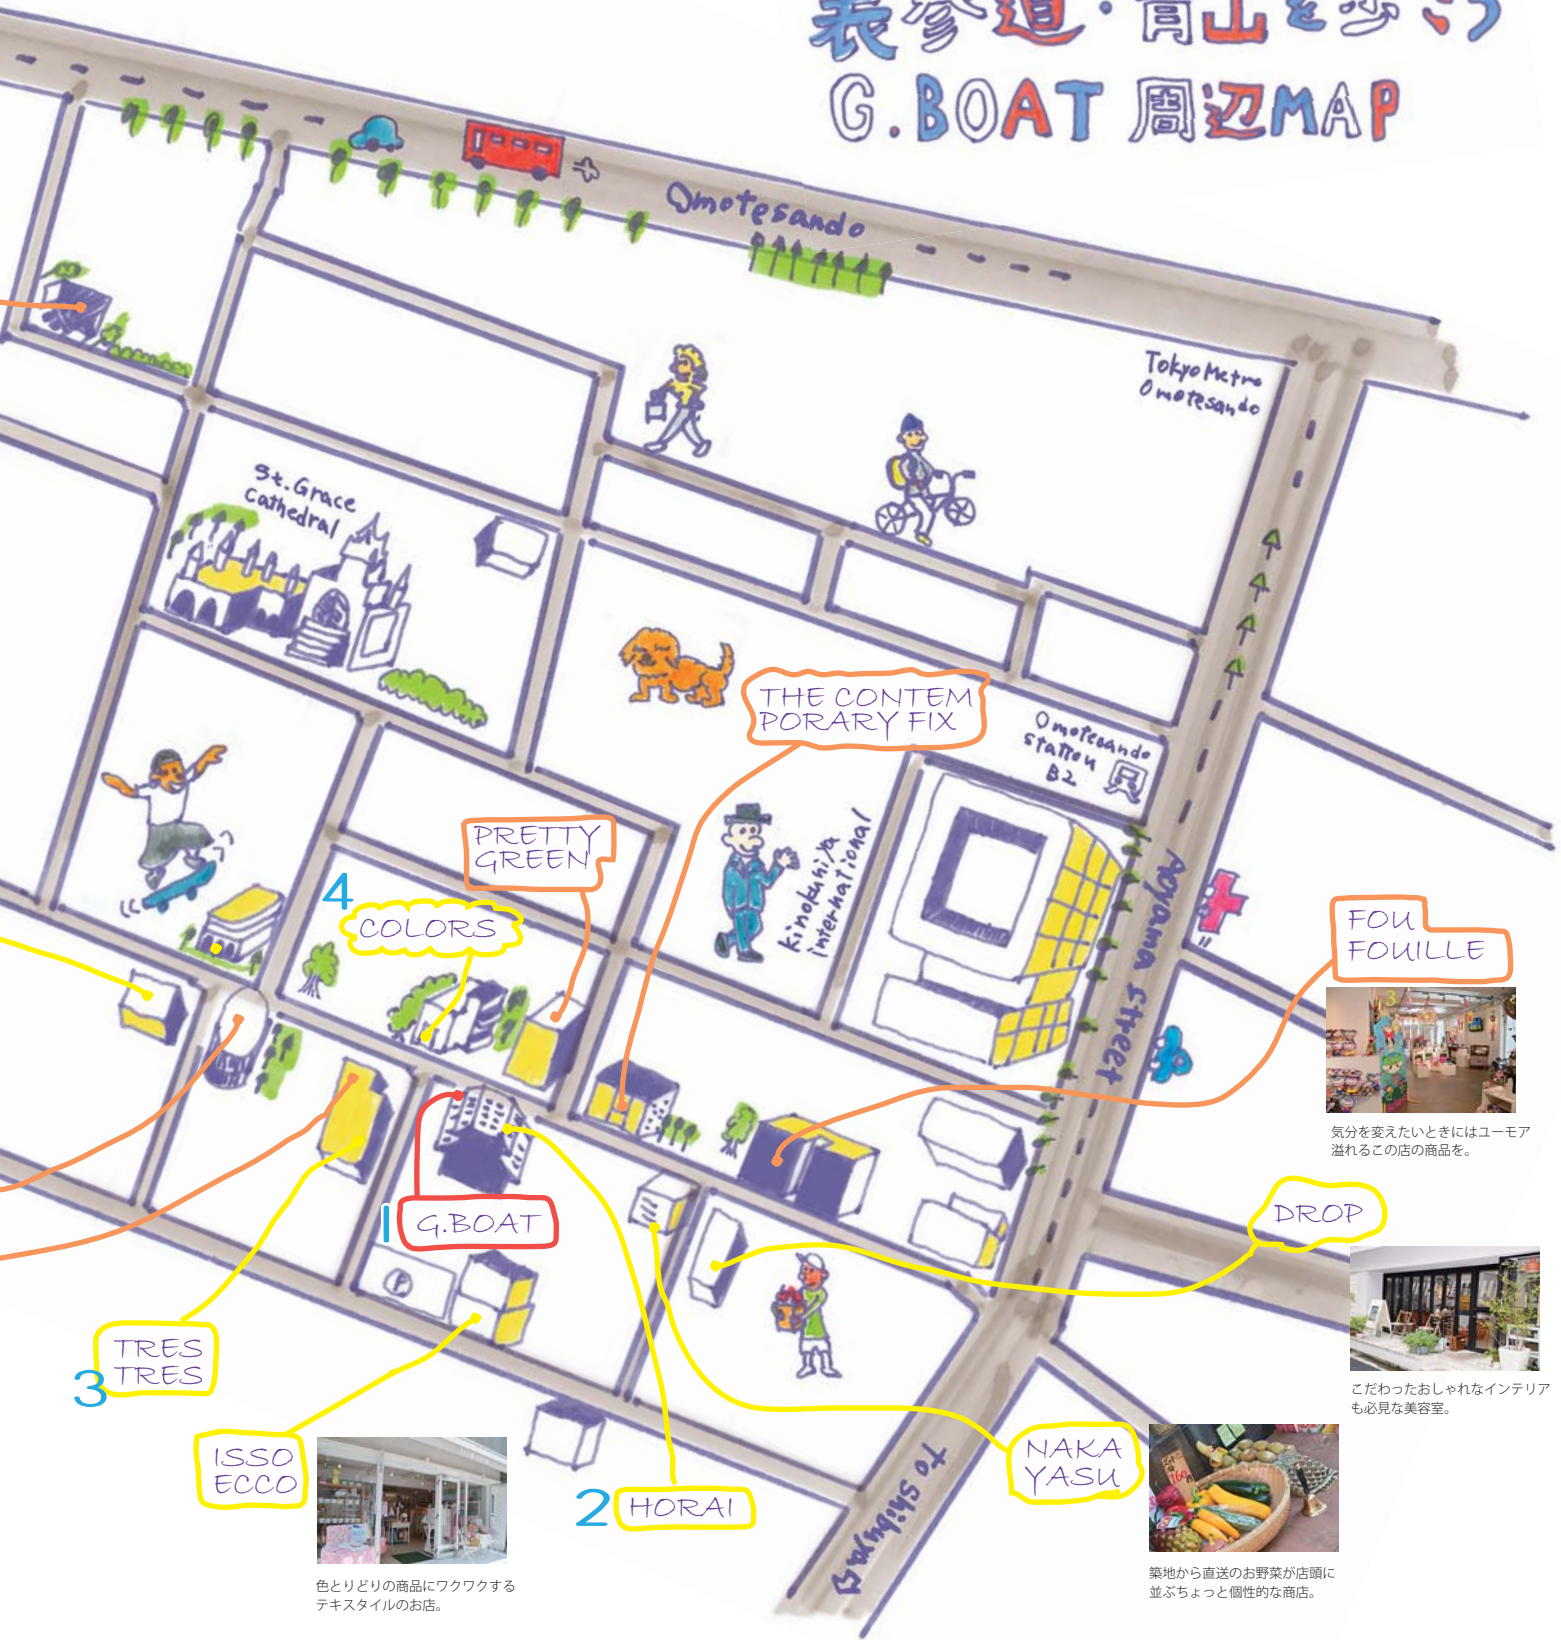 表参道・青山を歩こう
G.BOAT 周辺MAP
Omotesando
Tokyo Metro
Omotesando
St.Grace
Cathedral
THE CONTEM
PORARY FIX
Omotesando
station
B2
PRETTY
GREEN
4
COLORS
kinokuniya
international
Aoyama street
FOU
FOUILLE
3
気分を変えたいときにはユーモア
溢れるこの店の商品を。
1
G.BOAT
DROP
P
こだわったおしゃれなインテリア
も必見な美容室。
TRES
TRES
3
ISSO
ECCO
色とりどりの商品にワクワクする
テキスタイルのお店。
2
HORAI
NAKA
YASU
160
築地から直送のお野菜が店頭に
並ぶちょっと個性的な商店。
To Shibuya